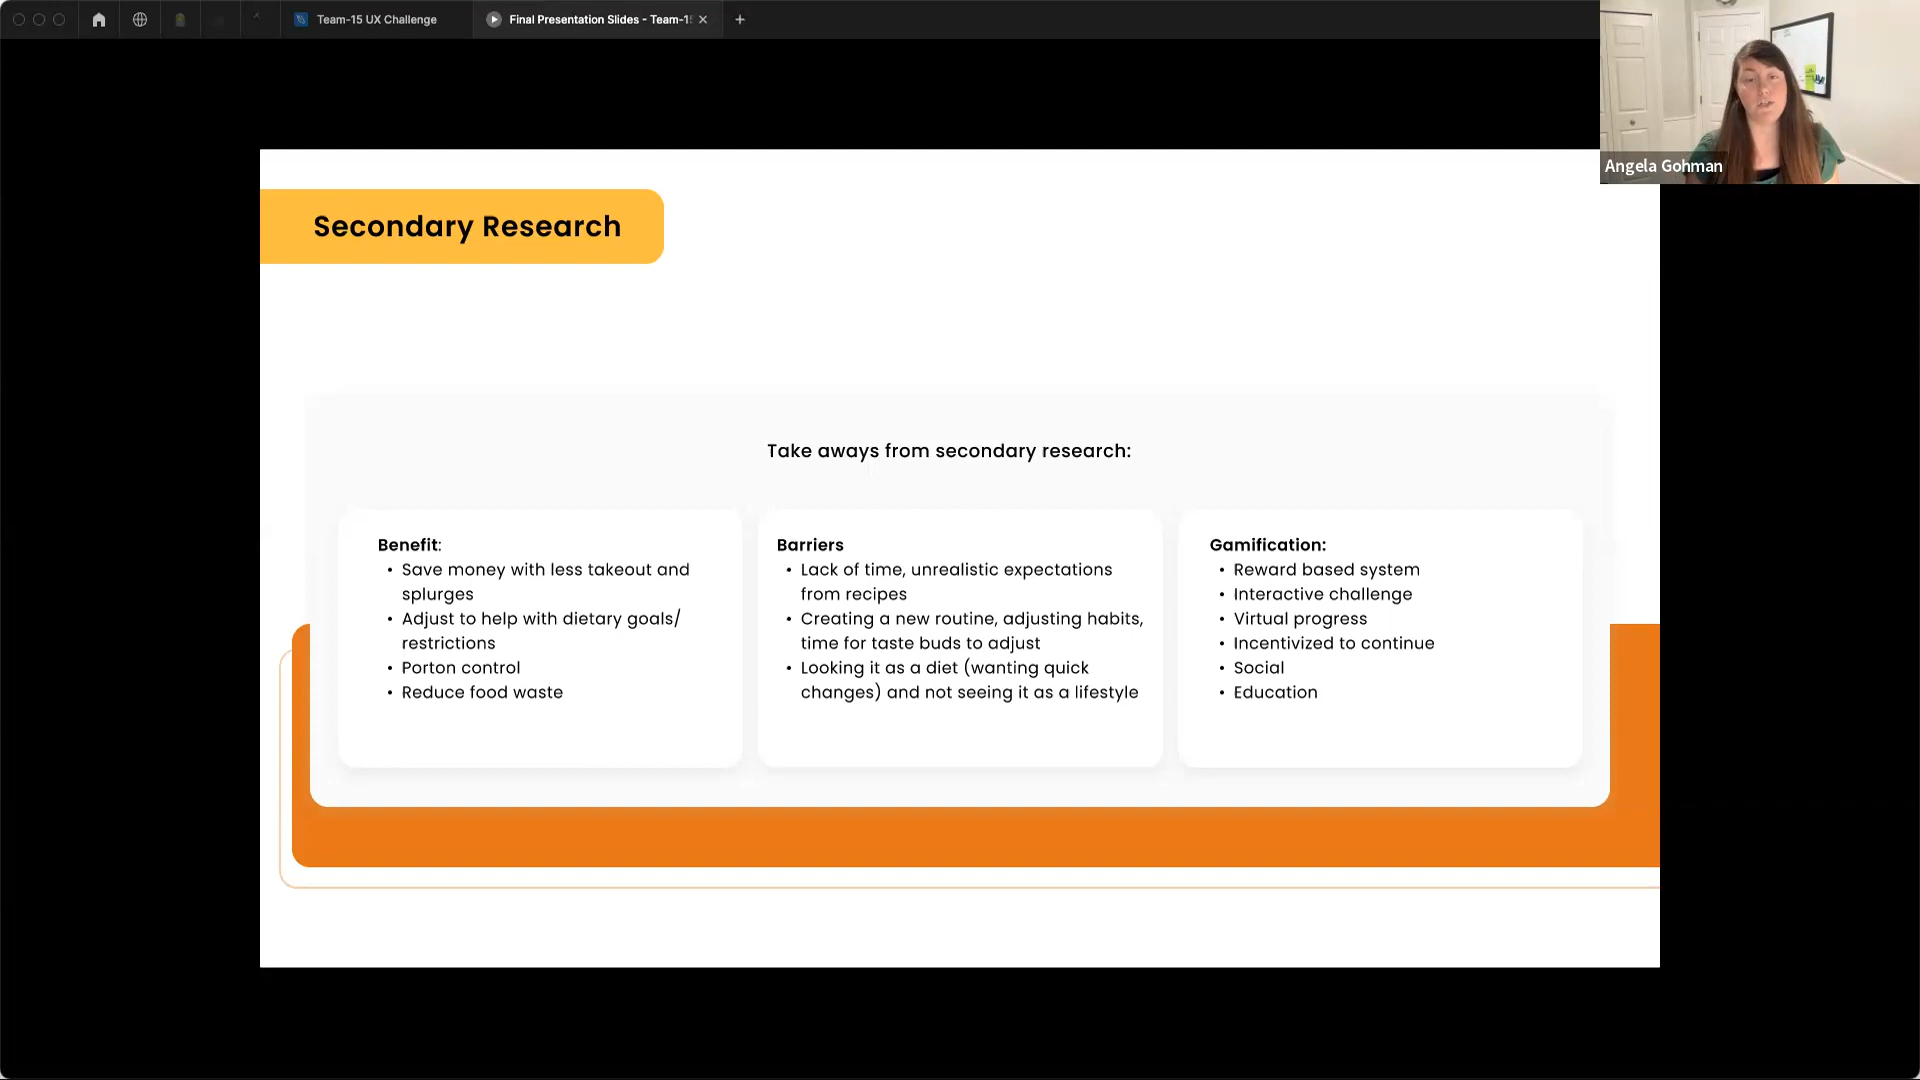 Team-15 UX Challenge
Final Presentation Slides - Team-1
Angela Gohman
Secondary Research
Take aways from secondary research:
Benefit:
• Save money with less takeout and
splurges
• Adjust to help with dietary goals/
restrictions
• Porton control
• Reduce food waste
Barriers
• Lack of time, unrealistic expectations
from recipes
• Creating a new routine, adjusting habits,
time for taste buds to adjust
• Looking it as a diet (wanting quick
changes) and not seeing it as a lifestyle
Gamification:
• Reward based system
• Interactive challenge
• Virtual progress
• Incentivized to continue
• Social
• Education